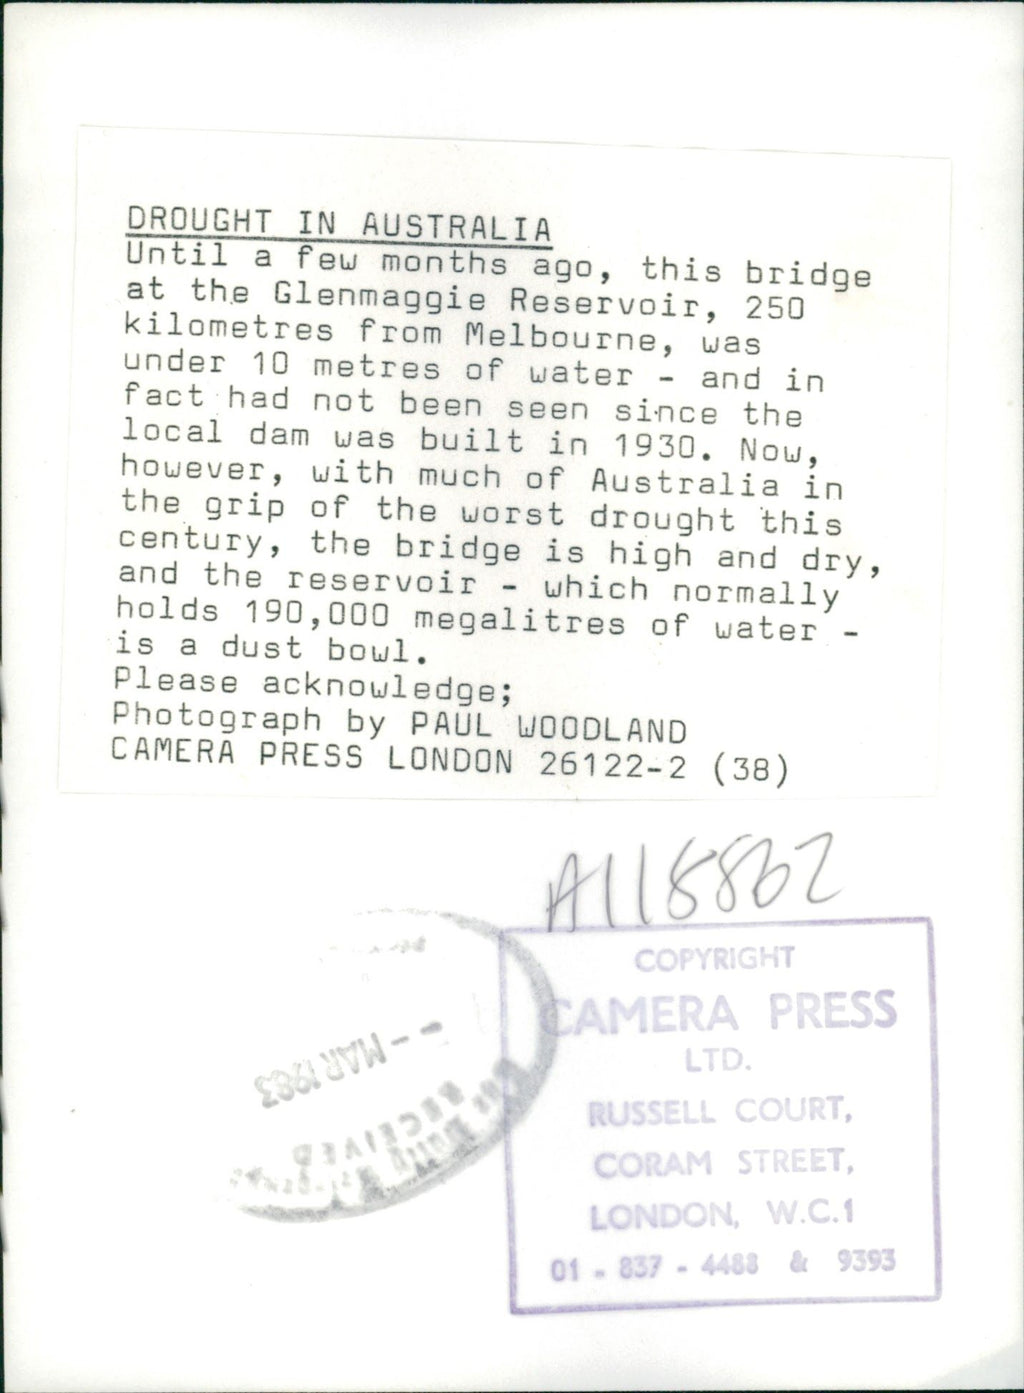 DROUGHT IN AUSTRALIA
Until a few months ago, this bridge
at the Glenmaggie Reservoir, 250
kilometres from Melbourne, was
under 10 metres of water - and in
fact had not been seen since the
local dam was built in 1930. Now,
however, with much of Australia in
the grip of the worst drought this
century, the bridge is high and dry,
and the reservoir - which normally
holds 190,000 megalitres of water -
is a dust bowl.
Please acknowledge;
Photograph by PAUL WOODLAND
CAMERA PRESS LONDON 26122-2 (38)
A118862
COPYRIGHT
CAMERA PRESS
LTD.
RUSSELL COURT,
CORAM STREET,
LONDON, W.C.1
01 - 837 - 4488 & 9393
- - MAR 1983
RECEIVED